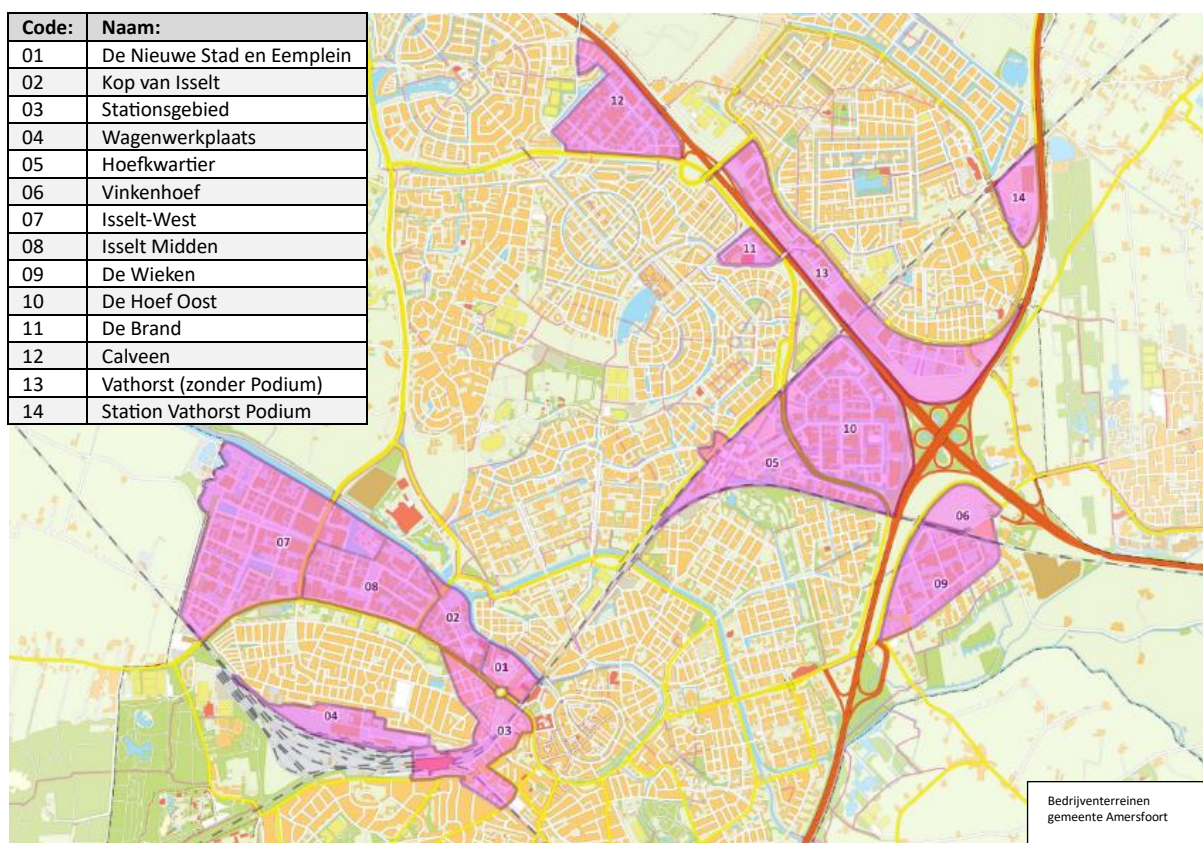 Code: Naam:
01 De Nieuwe Stad en Eemplein
02 Kop van Isselt
03 Stationsgebied
04 Wagenwerkplaats
05 Hoefkwartier
06 Vinkenhoef
07 Isselt-West
08 Isselt Midden
09 De Wieken
10 De Hoef Oost
11 De Brand
12 Calveen
13 Vathorst (zonder Podium)
14 Station Vathorst Podium
12
14
11
13
10
05
06
07
08
09
02
01
04
03
Bedrijventerreinen
gemeente Amersfoort